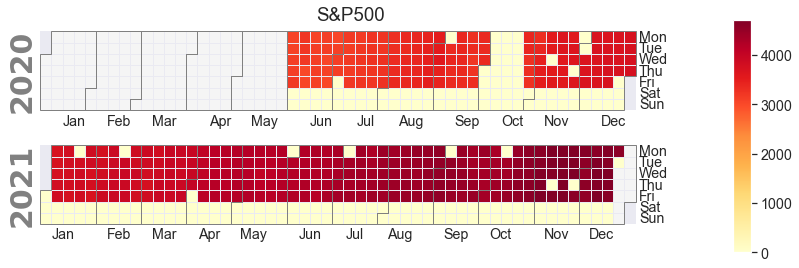 S&P500
2020
Mon
Tue
Wed
Thu
Fri
Sat
Sun
Jan Feb Mar Apr May Jun Jul Aug Sep Oct Nov Dec
2021
Mon
Tue
Wed
Thu
Fri
Sat
Sun
Jan Feb Mar Apr May Jun Jul Aug Sep Oct Nov Dec
4000
3000
2000
1000
0